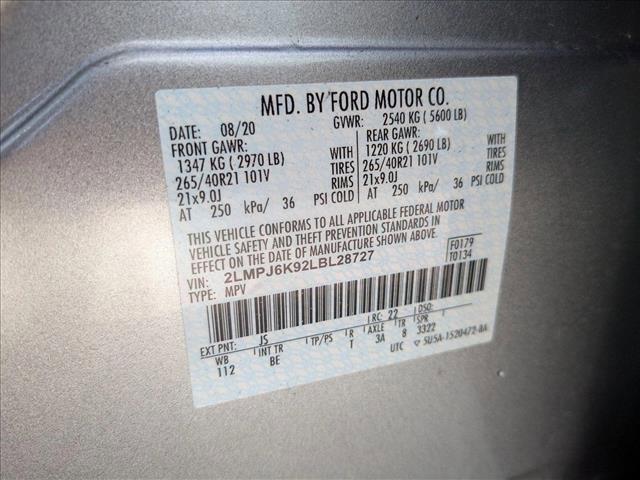 MFD. BY FORD MOTOR CO.
DATE: 08/20 GVWR: 2540 KG ( 5600 LB)
FRONT GAWR: REAR GAWR:
1347 KG ( 2970 LB) WITH 1220 KG ( 2690 LB) WITH
265/40R21 101V TIRES 265/40R21 101V TIRES
21x9.0J RIMS 21x9.0J RIMS
AT 250 kPa/ 36 PSI COLD AT 250 kPa/ 36 PSI COLD
THIS VEHICLE CONFORMS TO ALL APPLICABLE FEDERAL MOTOR
VEHICLE SAFETY AND THEFT PREVENTION STANDARDS IN
EFFECT ON THE DATE OF MANUFACTURE SHOWN ABOVE.
VIN: 2LMPJ6K92LBL28727 F0179
TYPE: MPV T0134
EXT PNT: JS RC: 22 DSO:
WB INT TR TP/PS R AXLE TR SPR
112 BE 1 3A 8 3322
UTC ▽ 5U5A-1520472-BA